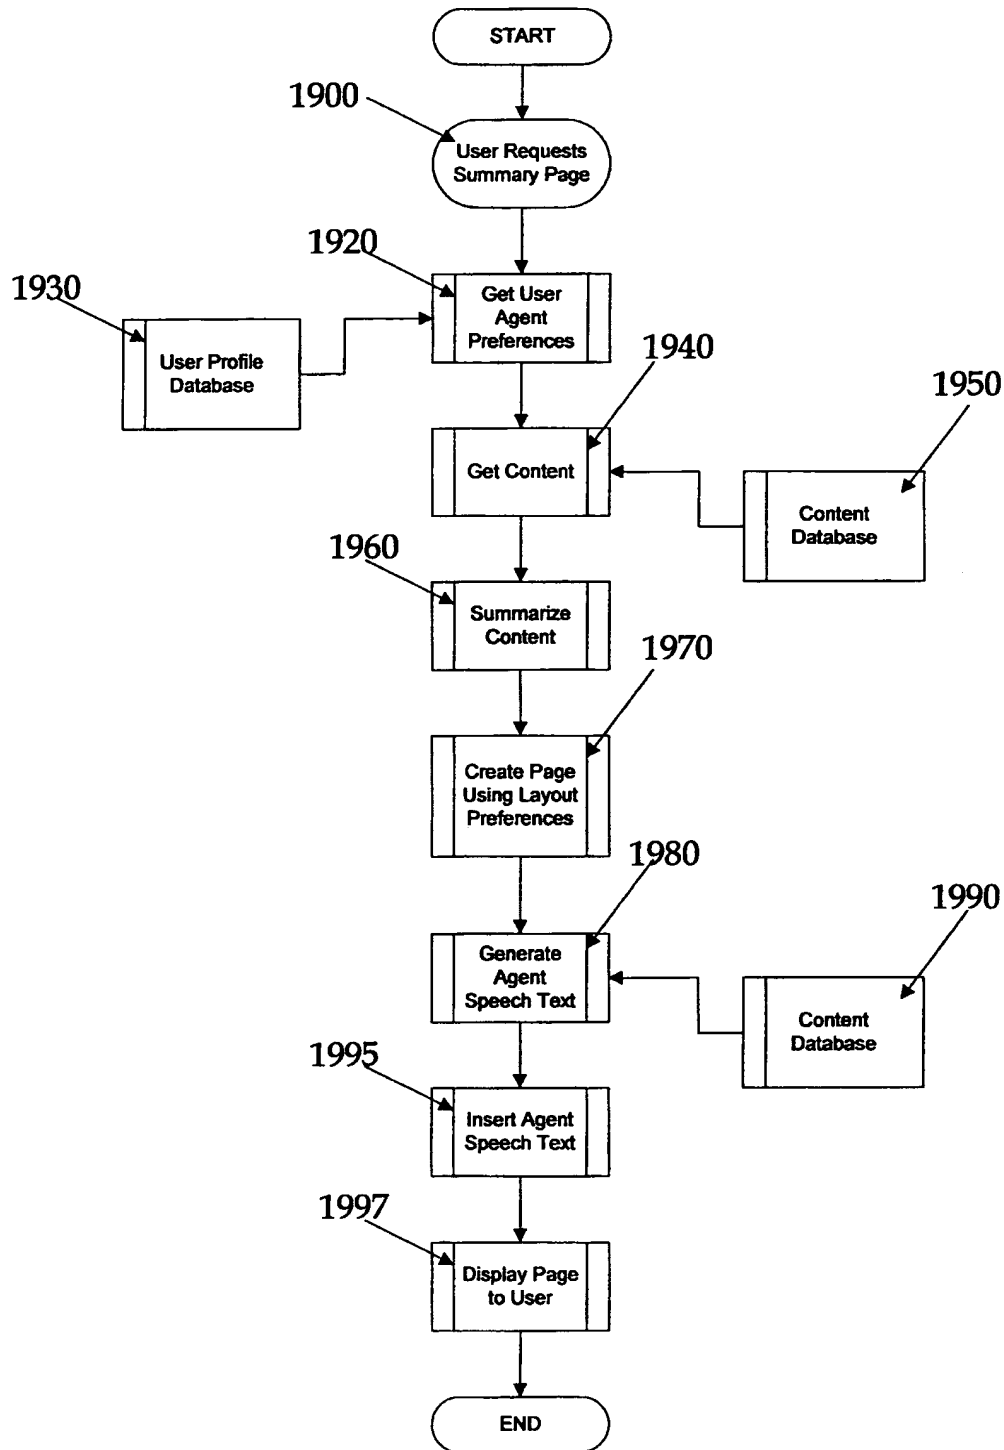 START
1900
User Requests
Summary Page
1920
Get User
Agent
Preferences
1930
User Profile
Database
1940
Get Content
1950
Content
Database
1960
Summarize
Content
1970
Create Page
Using Layout
Preferences
1980
Generate
Agent
Speech Text
1990
Content
Database
1995
Insert Agent
Speech Text
1997
Display Page
to User
END